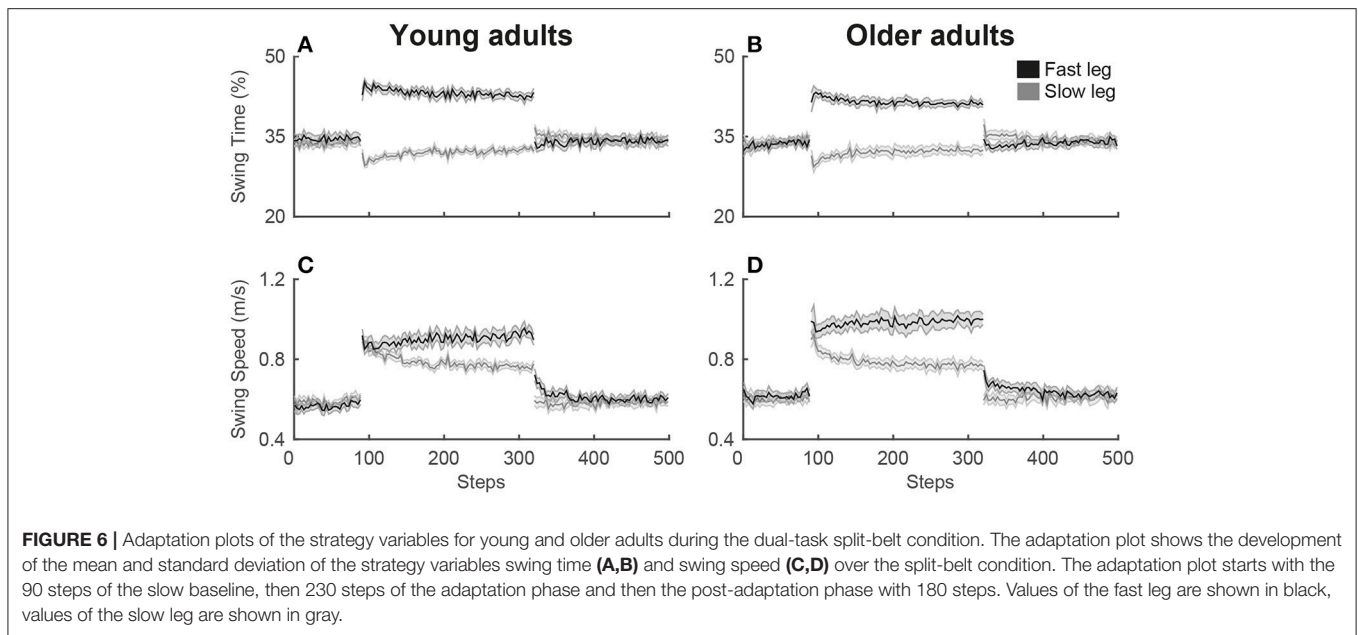 Young adults
Older adults
A
B
50
35
20
Swing Time (%)
50
35
20
Fast leg
Slow leg
C
D
1.2
0.8
0.4
Swing Speed (m/s)
1.2
0.8
0.4
0 100 200 300 400 500
0 100 200 300 400 500
Steps
Steps
FIGURE 6 | Adaptation plots of the strategy variables for young and older adults during the dual-task split-belt condition. The adaptation plot shows the development
of the mean and standard deviation of the strategy variables swing time (A,B) and swing speed (C,D) over the split-belt condition. The adaptation plot starts with the
90 steps of the slow baseline, then 230 steps of the adaptation phase and then the post-adaptation phase with 180 steps. Values of the fast leg are shown in black,
values of the slow leg are shown in gray.